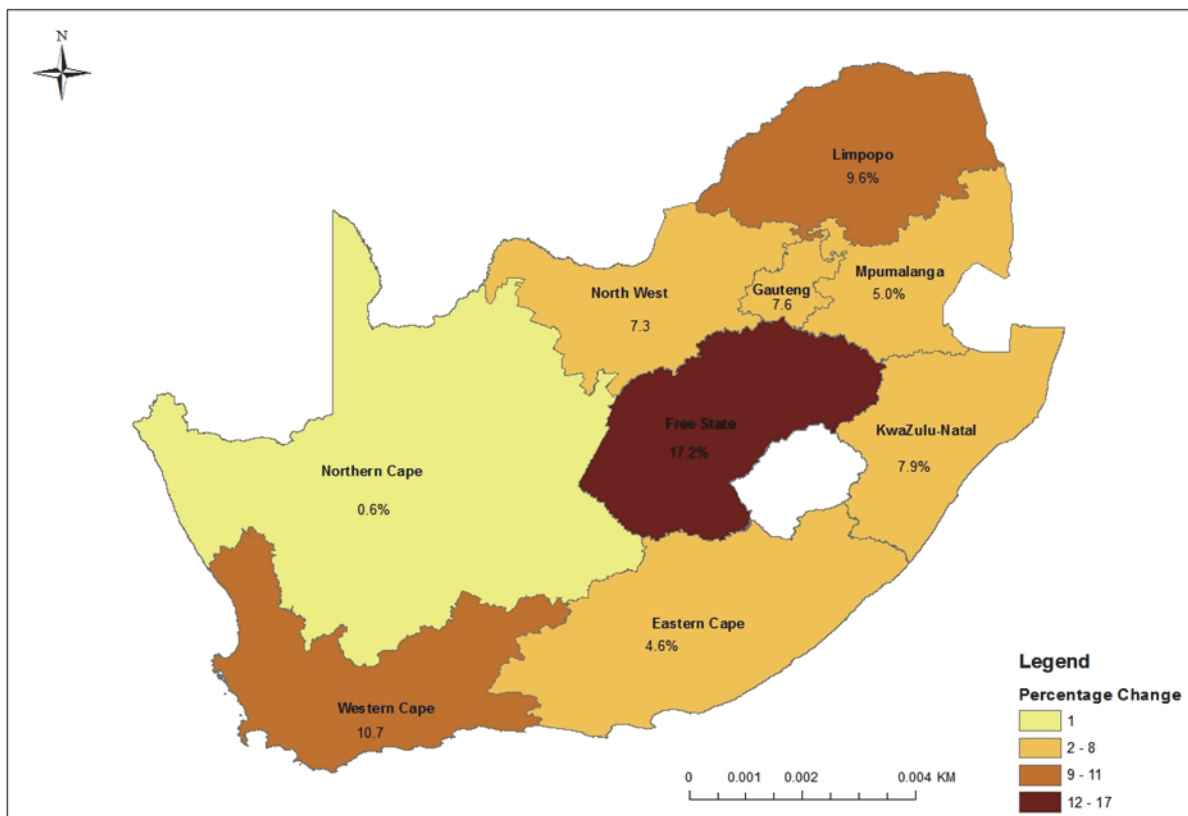 N
Limpopo
9.6%
Mpumalanga
5.0%
Gauteng
7.6
North West
7.3
Free State
17.2%
KwaZulu-Natal
7.9%
Northern Cape
0.6%
Eastern Cape
4.6%
Western Cape
10.7
Legend
Percentage Change
1
2 - 8
9 - 11
12 - 17
0 0.001 0.002 0.004 KM